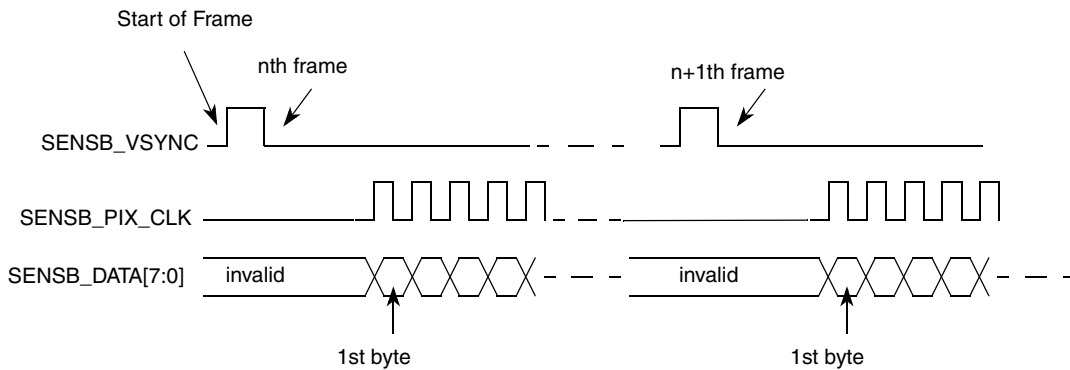 Start of Frame
nth frame
n+1th frame
SENSB_VSYNC
SENSB_PIX_CLK
SENSB_DATA[7:0]
invalid
invalid
1st byte
1st byte